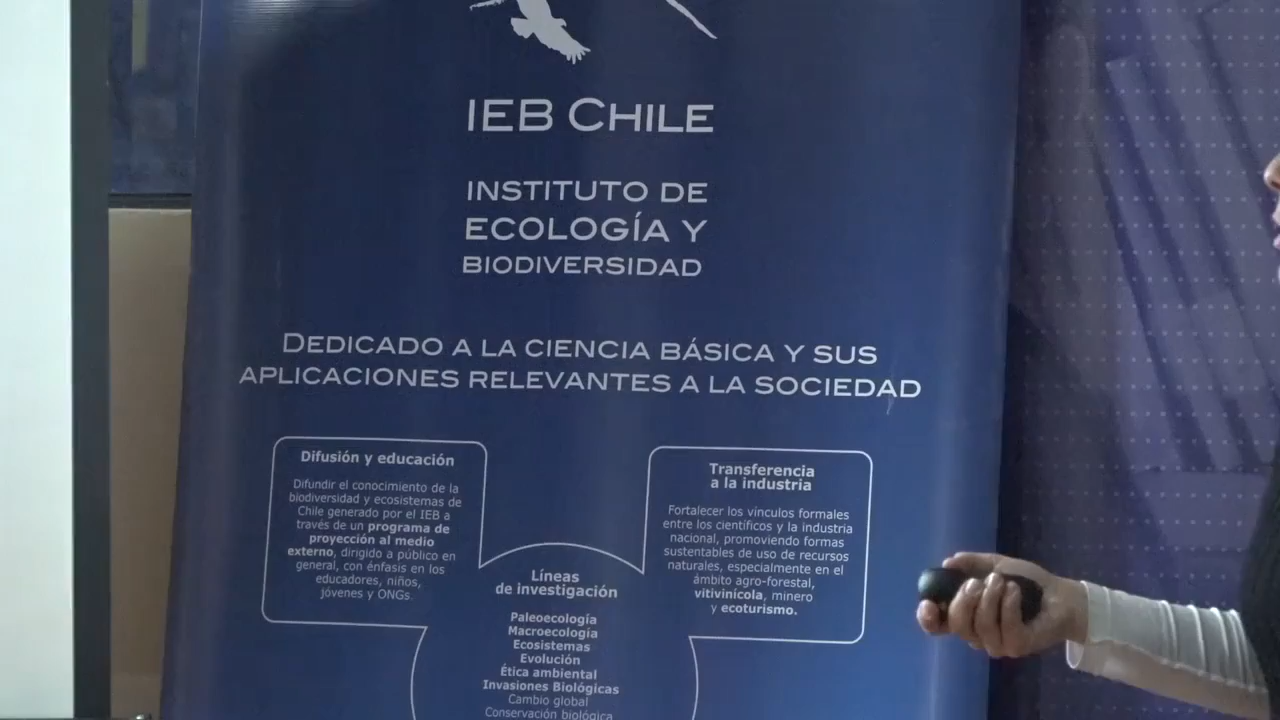 IEB CHILE
INSTITUTO DE
ECOLOGÍA Y
BIODIVERSIDAD
DEDICADO A LA CIENCIA BÁSICA Y SUS
APLICACIONES RELEVANTES A LA SOCIEDAD
Difusión y educación
Difundir el conocimiento de la
biodiversidad y ecosistemas de
Chile generado por el IEB a
través de un programa de
proyección al medio
externo, dirigido a público en
general, con énfasis en los
educadores, niños,
jóvenes y ONGs.
Transferencia
a la industria
Fortalecer los vínculos formales
entre los científicos y la industria
nacional, promoviendo formas
sustentables de uso de recursos
naturales, especialmente en el
ámbito agro-forestal,
vitivinícola, minero
y ecoturismo.
Líneas
de investigación
Paleoecología
Macroecología
Ecosistemas
Evolución
Ética ambiental
Invasiones Biológicas
Cambio global
Conservación biológica